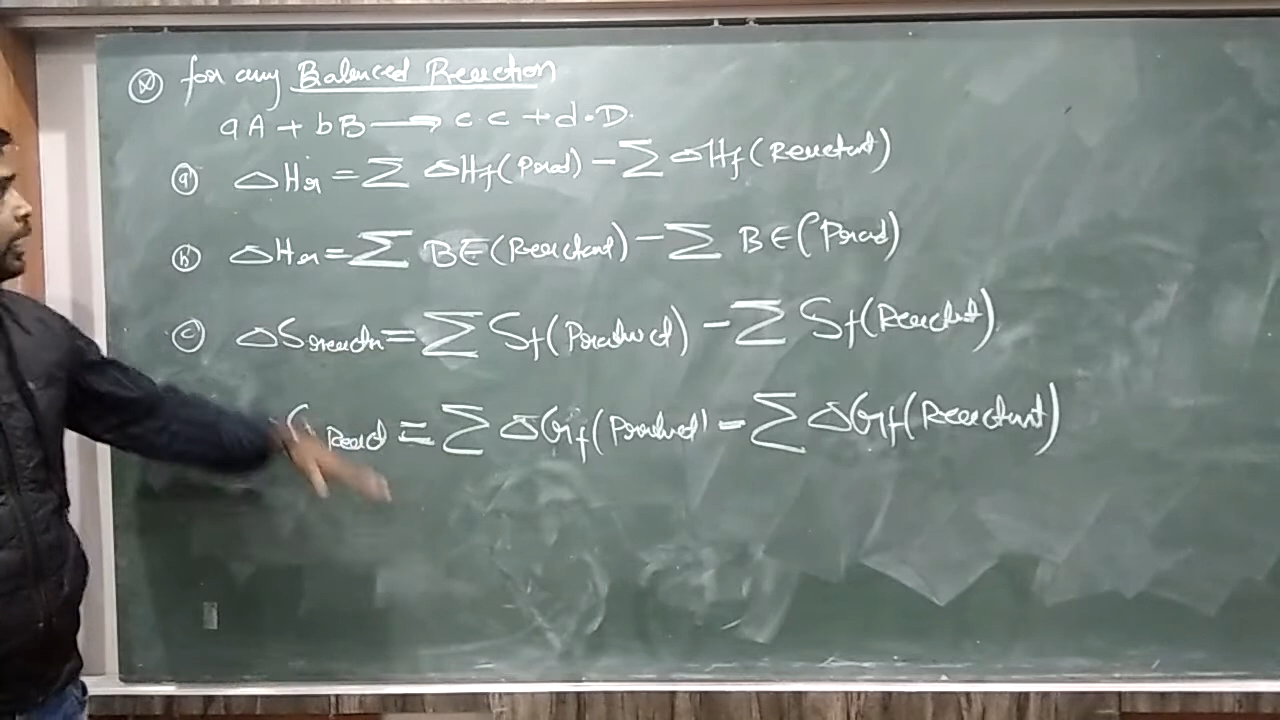 (x) for any Balanced Reaction
aA + bB → c.c + d.D.
(a) ΔHr = Σ ΔHf (Prod) - Σ ΔHf (Reactant)
(b) ΔHr = Σ BE (Reactant) - Σ BE (Prod)
(c) ΔSreactn = Σ Sf (Product) - Σ Sf (Reactant)
G React = Σ ΔGf (Product) - Σ ΔGf (Reactant)